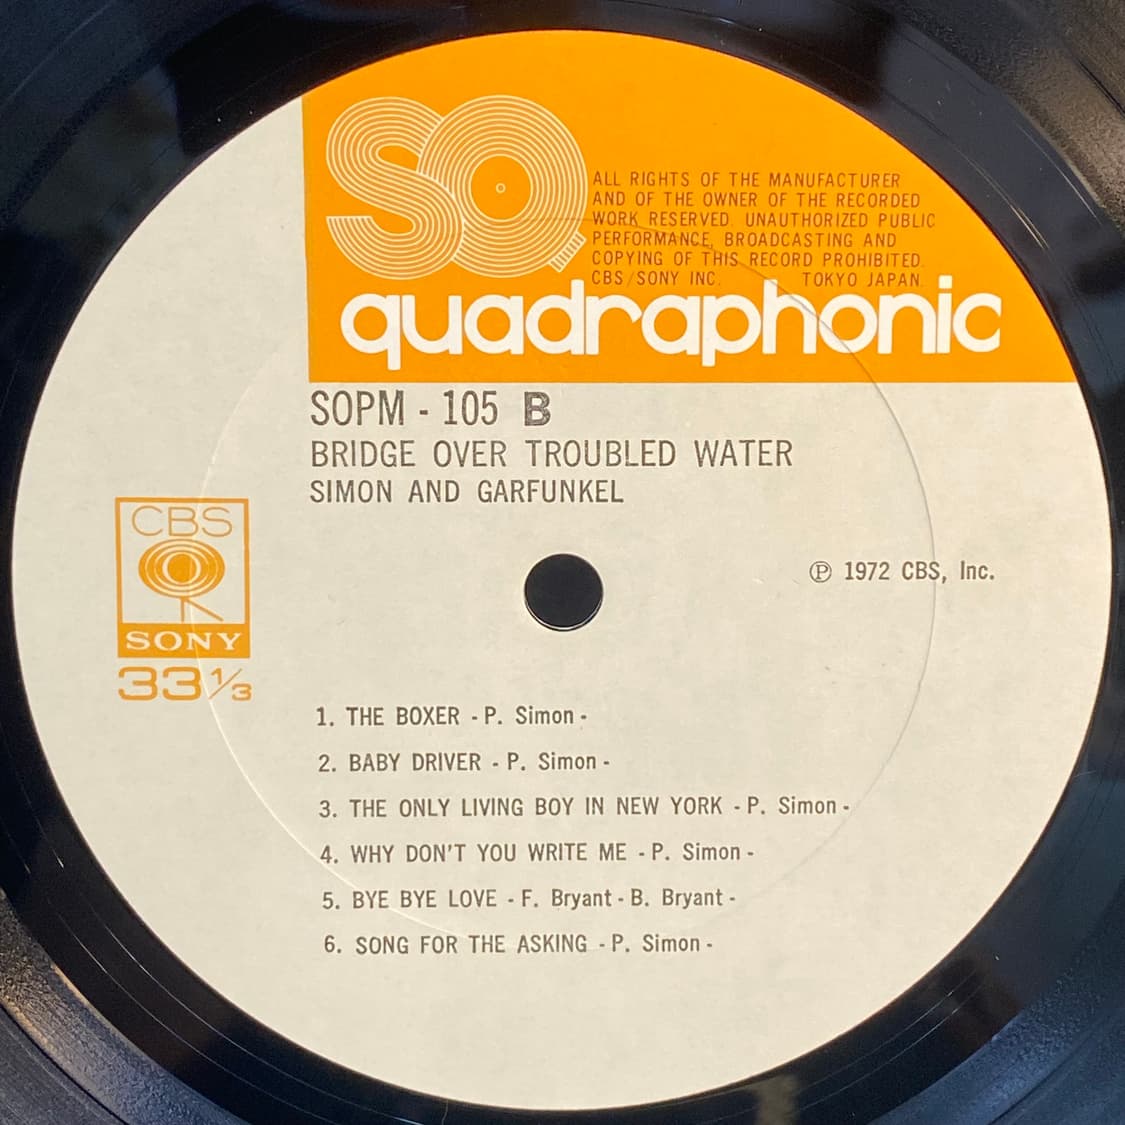 SQ
ALL RIGHTS OF THE MANUFACTURER
AND OF THE OWNER OF THE RECORDED
WORK RESERVED. UNAUTHORIZED PUBLIC
PERFORMANCE, BROADCASTING AND
COPYING OF THIS RECORD PROHIBITED.
CBS/SONY INC. TOKYO JAPAN.
quadraphonic
SOPM - 105 B
BRIDGE OVER TROUBLED WATER
SIMON AND GARFUNKEL
CBS
SONY
33 1/3
℗ 1972 CBS, Inc.
1. THE BOXER - P. Simon -
2. BABY DRIVER - P. Simon -
3. THE ONLY LIVING BOY IN NEW YORK - P. Simon -
4. WHY DON'T YOU WRITE ME - P. Simon -
5. BYE BYE LOVE - F. Bryant - B. Bryant -
6. SONG FOR THE ASKING - P. Simon -